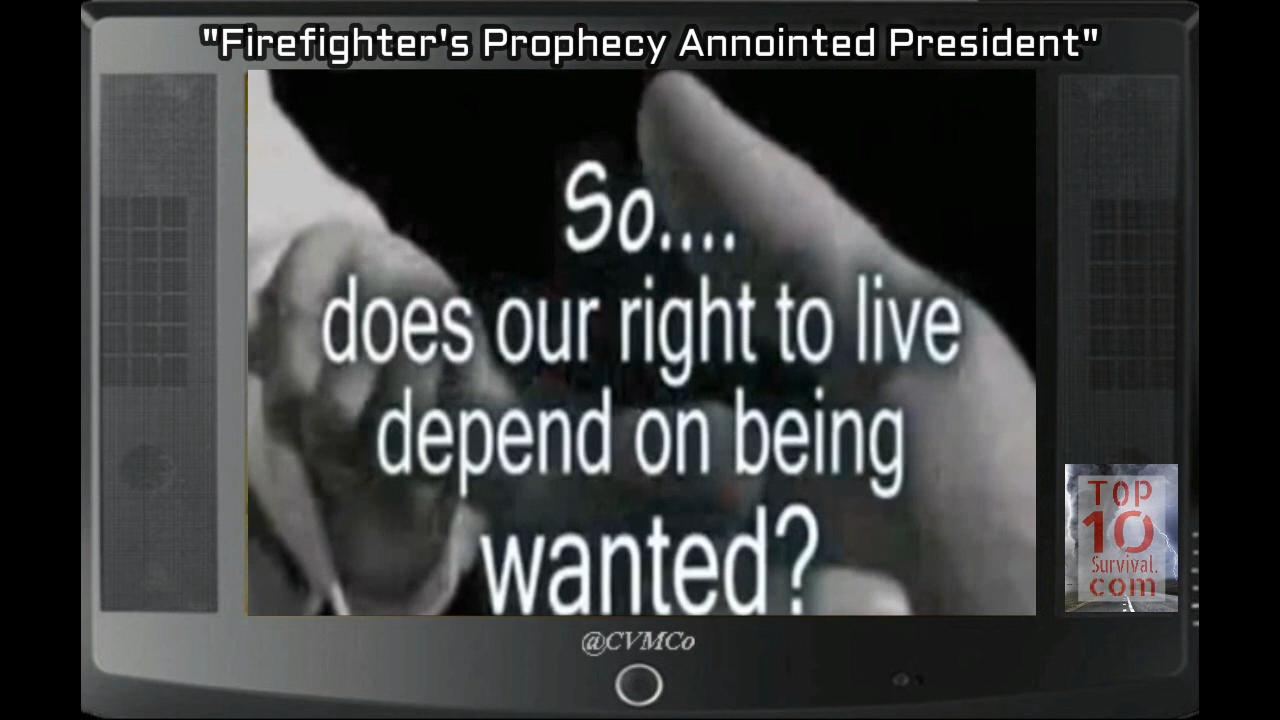 "Firefighter's Prophecy Annointed President"
So....
does our right to live
depend on being
wanted?
TOP
10
Survival.
com
@CVMCo